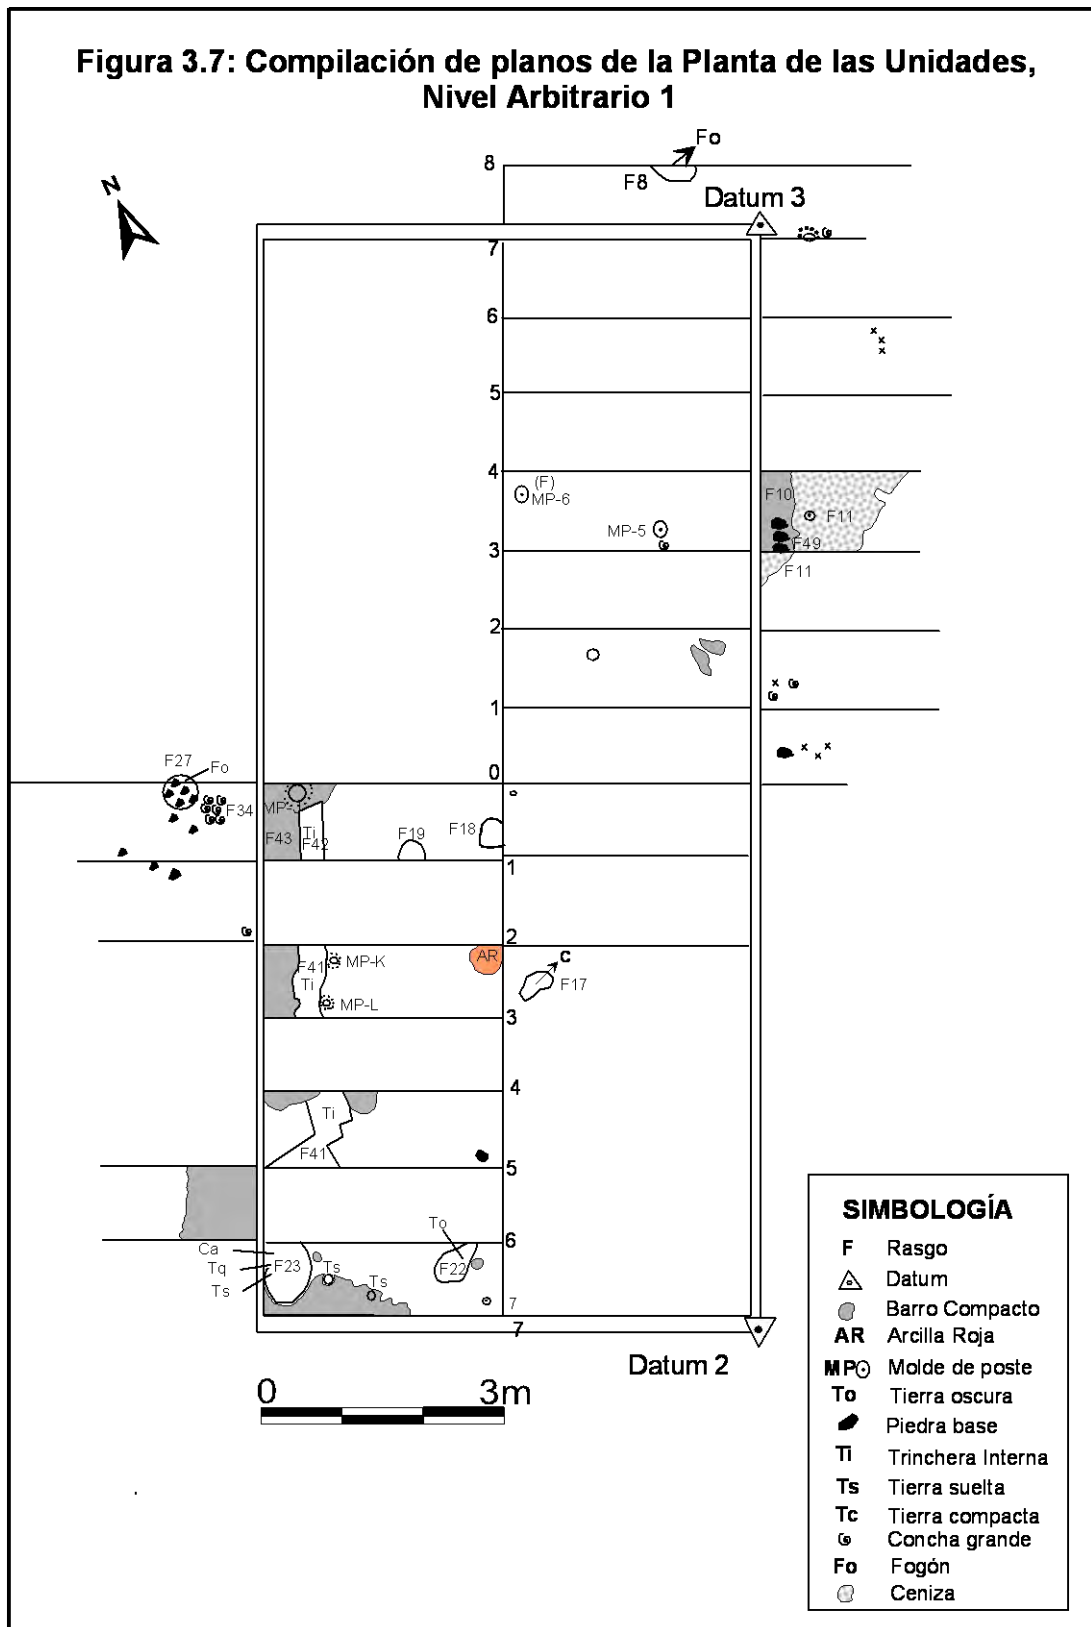 Figura 3.7: Compilación de planos de la Planta de las Unidades,
Nivel Arbitrario 1
Fo
8
F8
Datum 3
N
7
6
5
4
(F)
MP-6
MP-5
F10
F11
F49
3
F11
2
1
0
F27
Fo
F34
MP-
F43
Ti
F42
F19
F18
1
2
F41
Ti
MP-K
MP-L
AR
C
F17
3
4
Ti
F41
5
6
Ca
Tq
Ts
F23
Ts
Ts
To
F22
7
7
Datum 2
0 3m
SIMBOLOGÍA
F Rasgo
Datum
Barro Compacto
AR Arcilla Roja
MP Molde de poste
To Tierra oscura
Piedra base
Ti Trinchera Interna
Ts Tierra suelta
Tc Tierra compacta
Concha grande
Fo Fogón
Ceniza